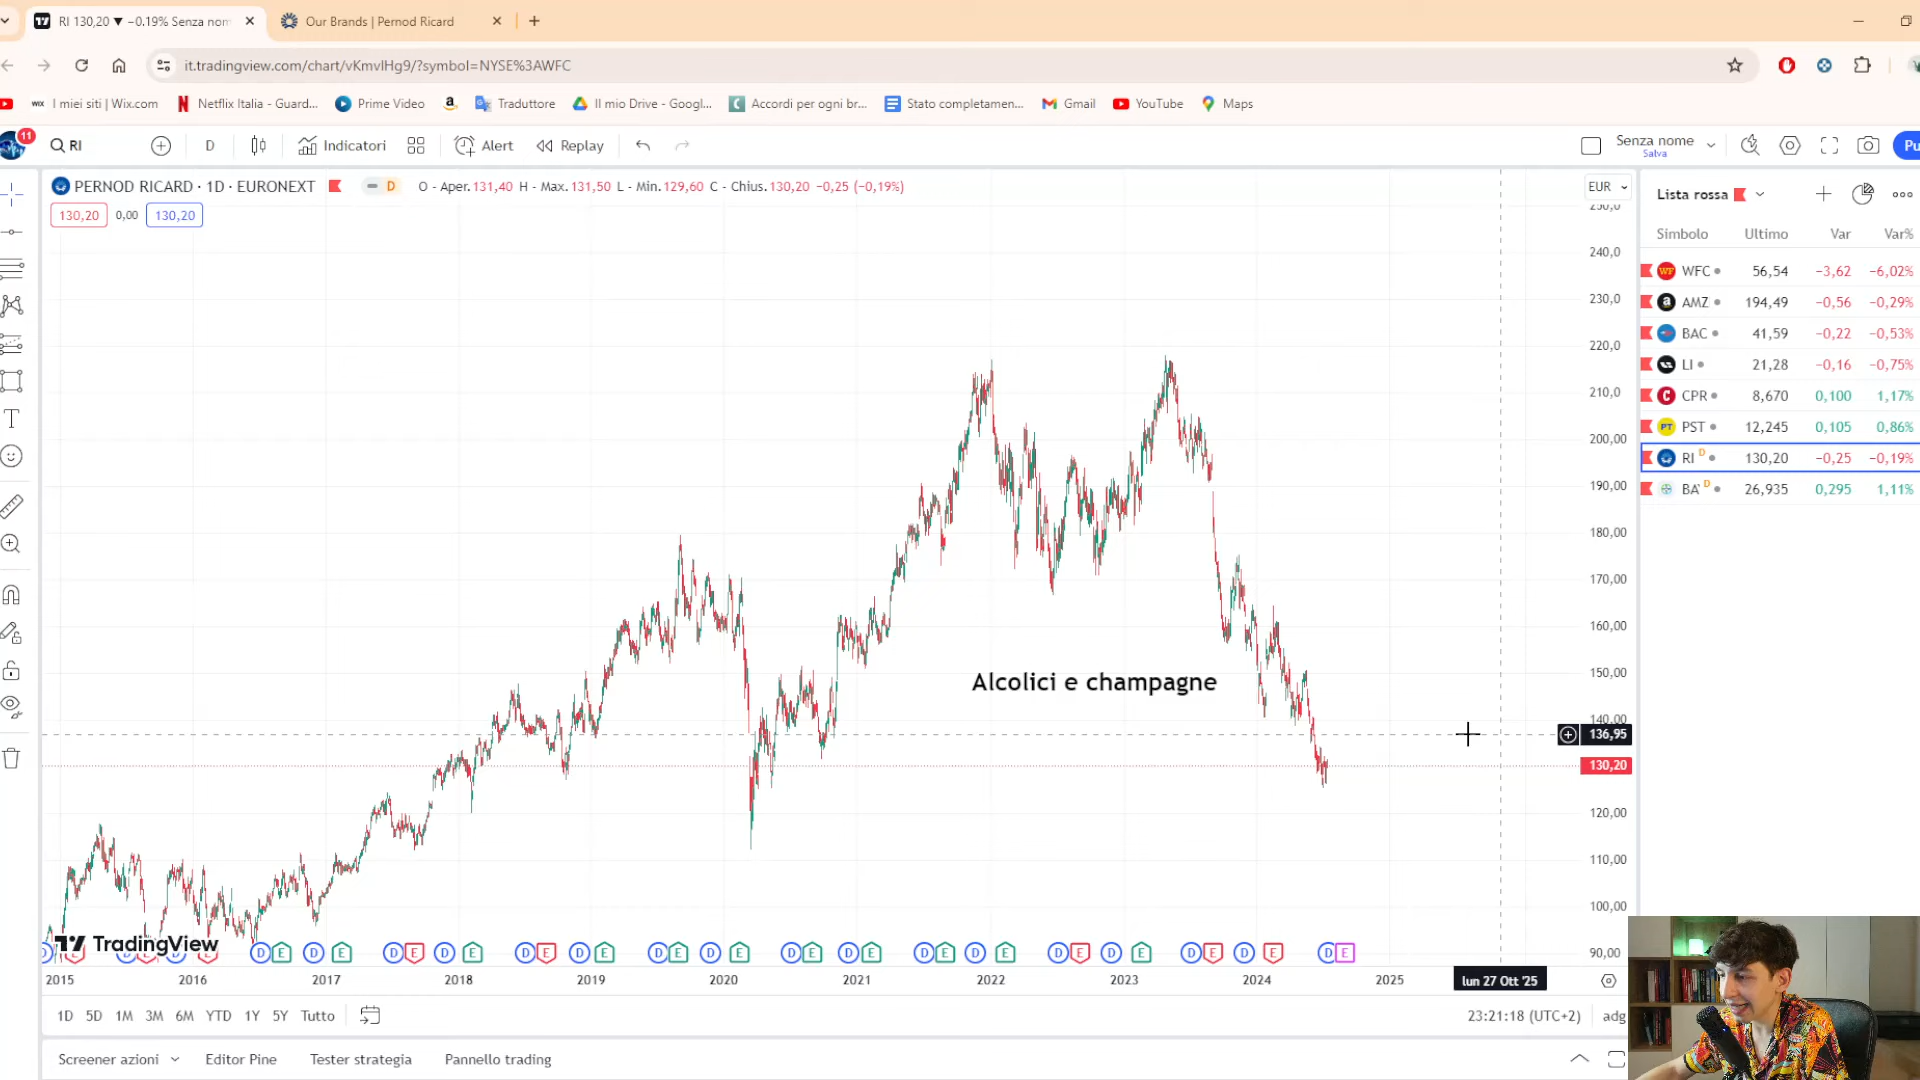 RI 130,20 ▼ −0.19% Senza nom
Our Brands | Pernod Ricard
it.tradingview.com/chart/vKmvlHg9/?symbol=NYSE%3AWFC
I miei siti | Wix.com
Netflix Italia - Guard...
Prime Video
Traduttore
Il mio Drive - Googl...
Accordi per ogni br...
Stato completamen...
Gmail
YouTube
Maps
11
RI
D
Indicatori
Alert
Replay
Senza nome
Salva
Pu
PERNOD RICARD · 1D · EURONEXT
D
O - Aper.131,40 H - Max.131,50 L - Min.129,60 C - Chius.130,20 −0,25 (−0,19%)
130,20 0,00 130,20
EUR
Lista rossa
Simbolo Ultimo Var Var%
WFC 56,54 −3,62 −6,02%
AMZ 194,49 −0,56 −0,29%
BAC 41,59 −0,22 −0,53%
LI 21,28 −0,16 −0,75%
CPR 8,670 0,100 1,17%
PST 12,245 0,105 0,86%
RI D 130,20 −0,25 −0,19%
BA D 26,935 0,295 1,11%
250,0
240,0
230,0
220,0
210,0
200,00
190,00
180,00
170,00
160,00
150,00
140,00
136,95
130,20
120,00
110,00
100,00
90,00
Alcolici e champagne
TradingView
2015 2016 2017 2018 2019 2020 2021 2022 2023 2024 2025
lun 27 Ott '25
1D 5D 1M 3M 6M YTD 1Y 5Y Tutto
23:21:18 (UTC+2)
adg
Screener azioni
Editor Pine
Tester strategia
Pannello trading